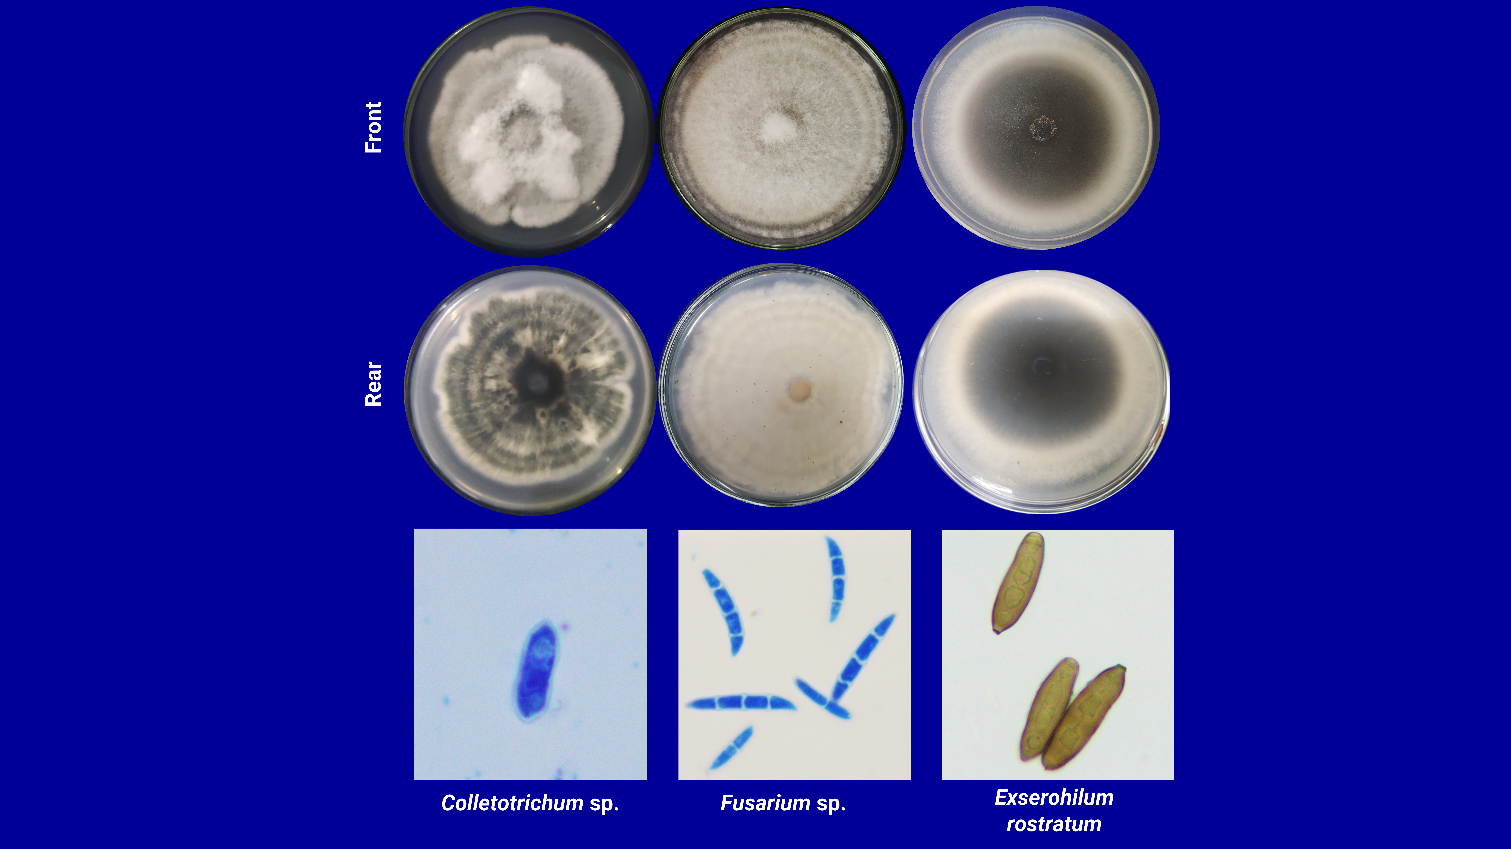 Front
Rear
Colletotrichum sp.
Fusarium sp.
Exserohilum
rostratum